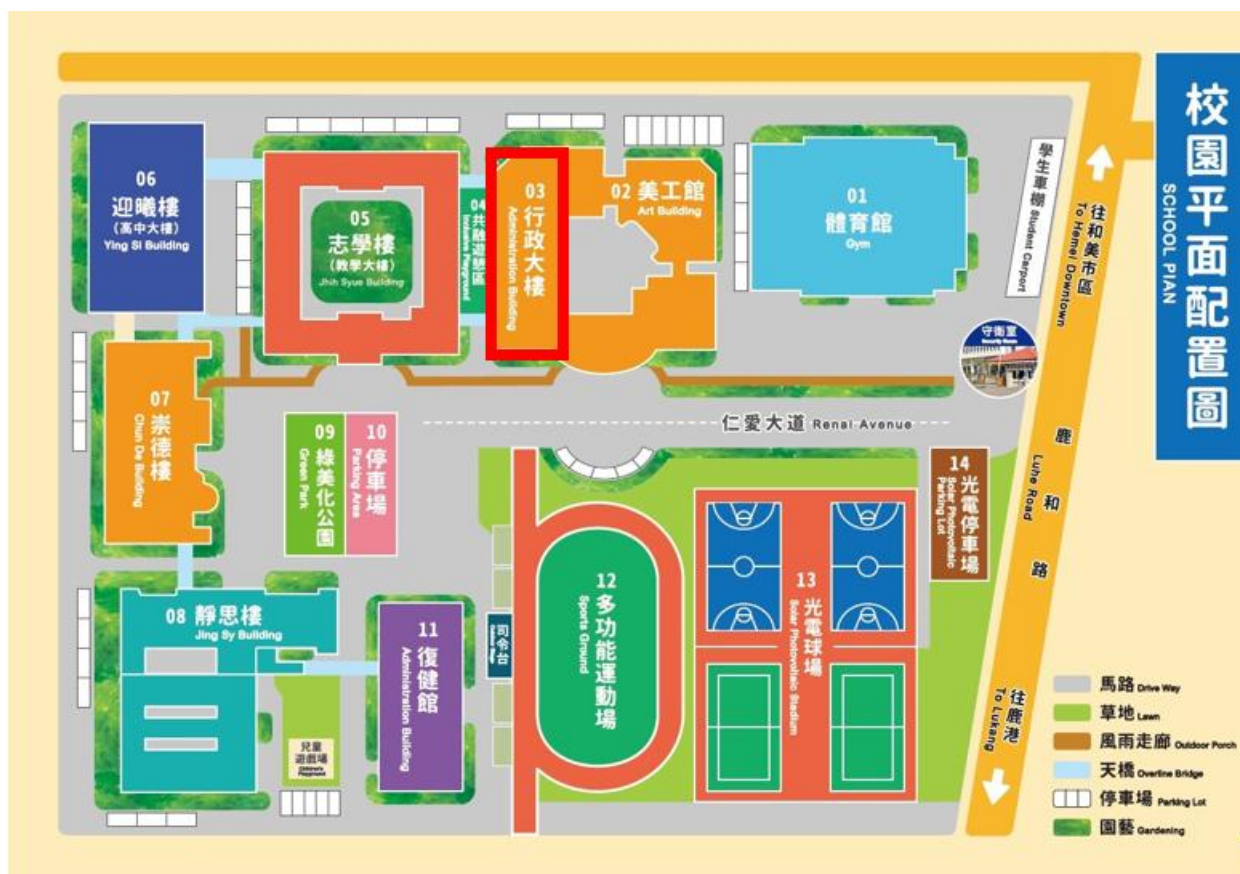 校園平面配置圖
SCHOOL PIAN
01
體育館
Gym
02 美工館
Art Building
03
行政大樓
Administration Building
04
共融遊憩區
Inclusive Playground
05
志學樓
(教學大樓)
Jhih Syue Building
06
迎曦樓
(高中大樓)
Ying Si Building
07
崇德樓
Chun De Building
08 靜思樓
Jing Sy Building
09
綠美化公園
Green Park
10
停車場
Parking Area
11
復健館
Administration Building
12
多功能運動場
Sports Ground
13
光電球場
Solar Photovoltaic Stadium
14
光電停車場
Solar Photovoltaic
Parking Lot
學生車棚 Student Carport
守衛室
Security Room
往和美市區
To Hemei Downtown
鹿和路
Luhe Road
往鹿港
To Lukang
仁愛大道 Renai Avenue
司令台
兒童
遊戲場
Children's
Playground
馬路 Drive Way
草地 Lawn
風雨走廊 Outdoor Porch
天橋 Overline Bridge
停車場 Parking Lot
園藝 Gardening